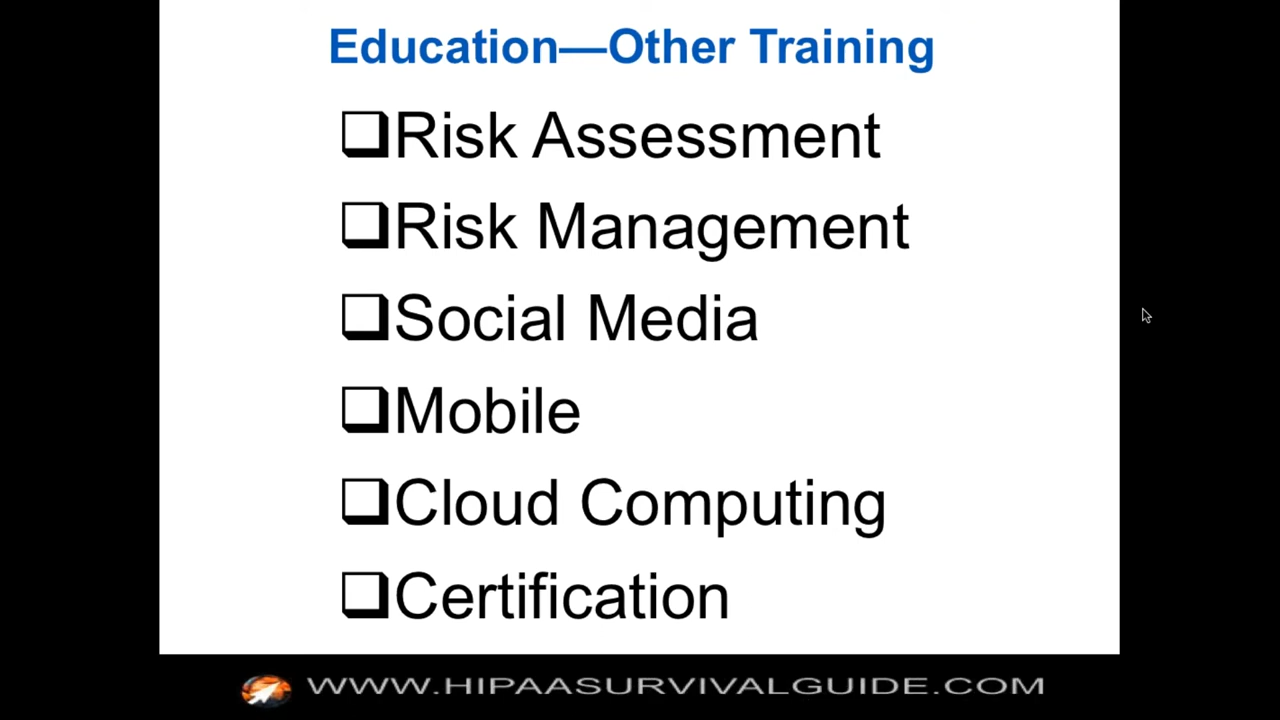 Education—Other Training
❑Risk Assessment
❑Risk Management
❑Social Media
❑Mobile
❑Cloud Computing
❑Certification
WWW.HIPAASURVIVALGUIDE.COM